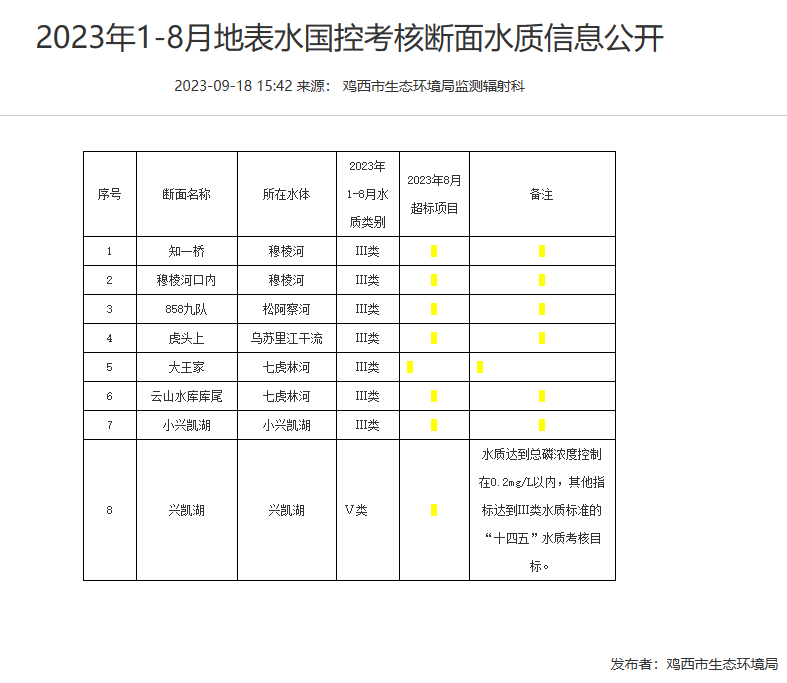 2023年1-8月地表水国控考核断面水质信息公开
2023-09-18 15:42 来源： 鸡西市生态环境局监测辐射科
序号 断面名称 所在水体 2023年 1-8月水 质类别 2023年8月 超标项目 备注
1 知一桥 穆棱河 III类
2 穆棱河口内 穆棱河 III类
3 858九队 松阿察河 III类
4 虎头上 乌苏里江干流 III类
5 大王家 七虎林河 III类
6 云山水库库尾 七虎林河 III类
7 小兴凯湖 小兴凯湖 III类
8 兴凯湖 兴凯湖 V类
水质达到总磷浓度控制
在0.2mg/L以内，其他指
标达到III类水质标准的
“十四五”水质考核目
标。
发布者：鸡西市生态环境局